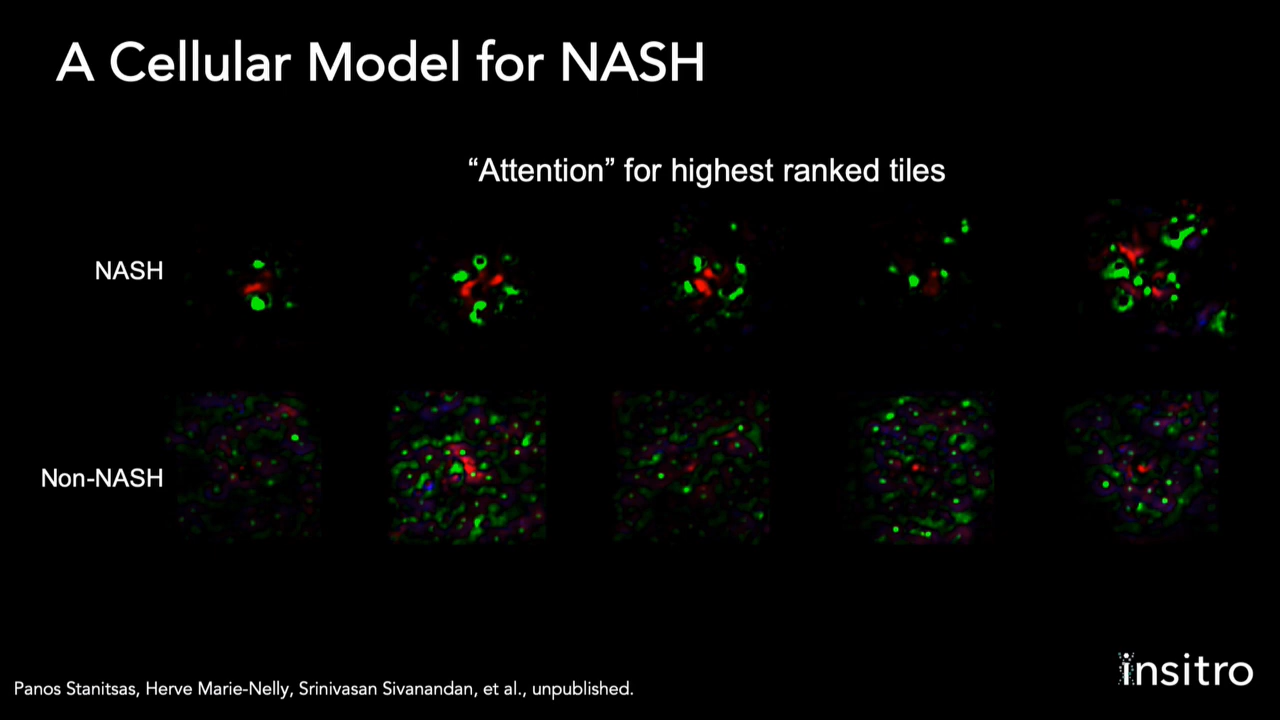 A Cellular Model for NASH
“Attention” for highest ranked tiles
NASH
Non-NASH
insitro
Panos Stanitsas, Herve Marie-Nelly, Srinivasan Sivanandan, et al., unpublished.